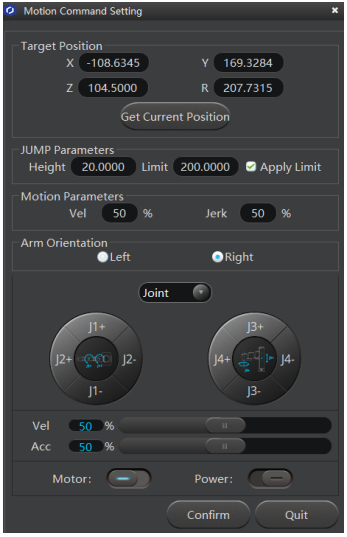 Motion Command Setting
Target Position
X -108.6345 Y 169.3284
Z 104.5000 R 207.7315
Get Current Position
JUMP Parameters
Height 20.0000 Limit 200.0000 Apply Limit
Motion Parameters
Vel 50 % Jerk 50 %
Arm Orientation
Left Right
Joint
J1+ J3+
J2+ J2- J4+ J4-
J1- J3-
Vel 50 %
Acc 50 %
Motor: Power:
Confirm Quit